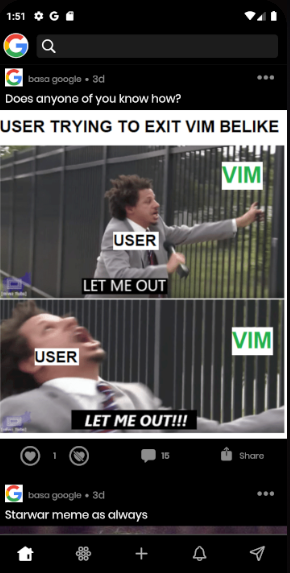 1:51
basa google • 3d
Does anyone of you know how?
USER TRYING TO EXIT VIM BELIKE
VIM
USER
LET ME OUT
VIM
USER
LET ME OUT!!!
1
15
Share
basa google • 3d
Starwar meme as always